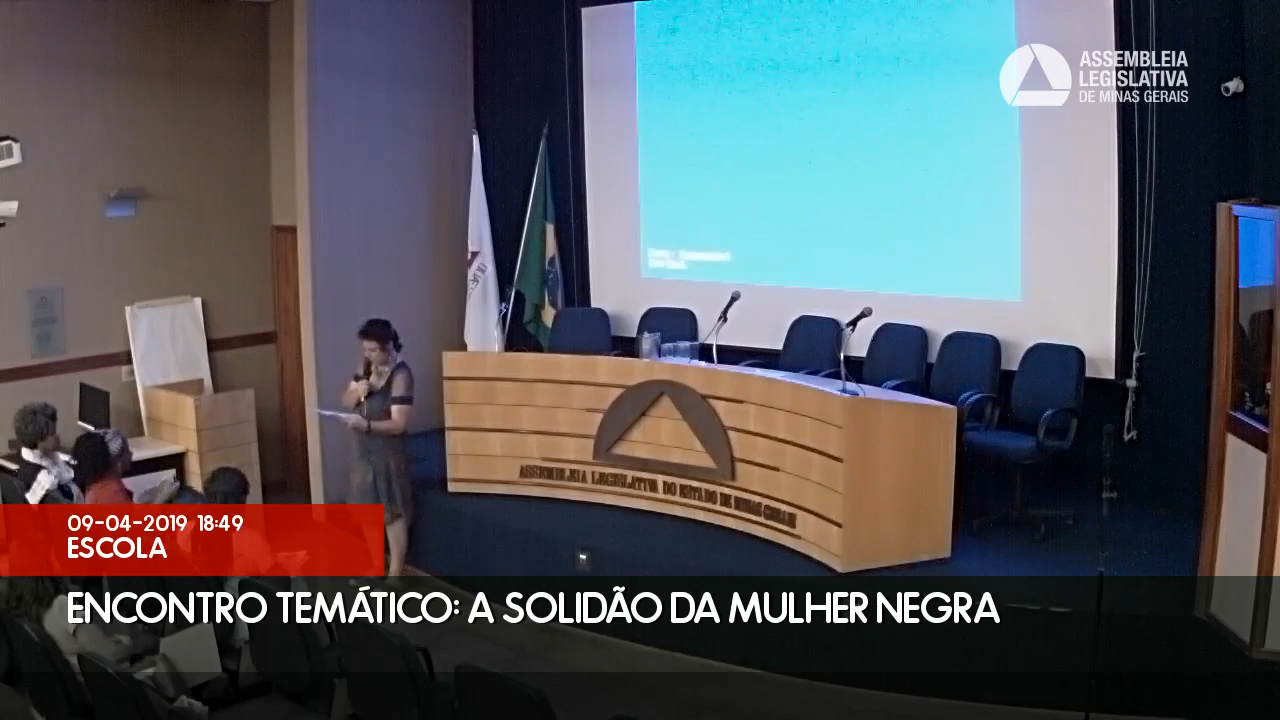 ASSEMBLEIA
LEGISLATIVA
DE MINAS GERAIS
ASSEMBLEIA LEGISLATIVA DO ESTADO DE MINAS GERAIS
09-04-2019 18:49
ESCOLA
ENCONTRO TEMÁTICO: A SOLIDÃO DA MULHER NEGRA